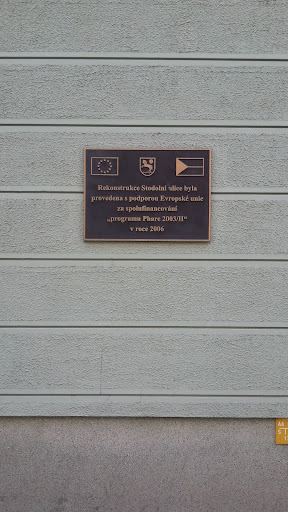 Rekonstrukce Stodolní ulice byla
provedena s podporou Evropské unie
za spolufinancování
„programu Phare 2003/II“
v roce 2006